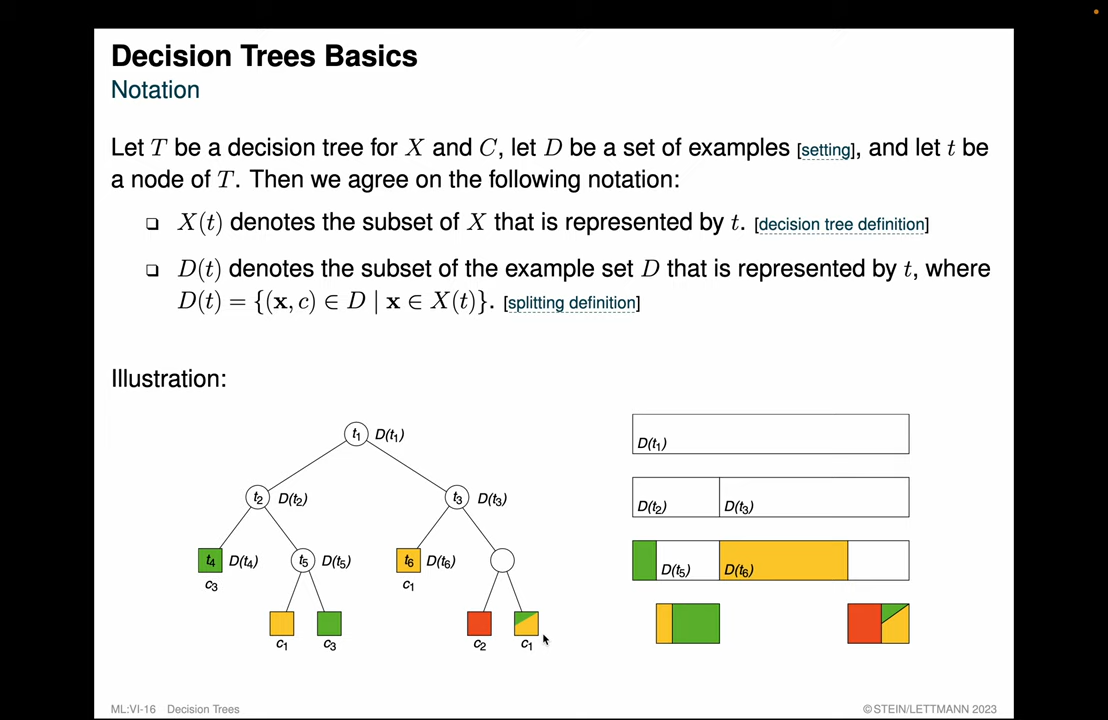 Decision Trees Basics
Notation
Let T be a decision tree for X and C, let D be a set of examples [setting], and let t be
a node of T. Then we agree on the following notation:
❑ X(t) denotes the subset of X that is represented by t. [decision tree definition]
❑ D(t) denotes the subset of the example set D that is represented by t, where
D(t) = {(x, c) ∈ D | x ∈ X(t)}. [splitting definition]
Illustration:
t₁ D(t₁)
D(t₁)
t₂ D(t₂) t₃ D(t₃)
D(t₂) D(t₃)
t₄ D(t₄) t₅ D(t₅) t₆ D(t₆)
D(t₅) D(t₆)
c₃ c₁
c₁ c₃ c₂ c₁
ML:VI-16 Decision Trees ©STEIN/LETTMANN 2023